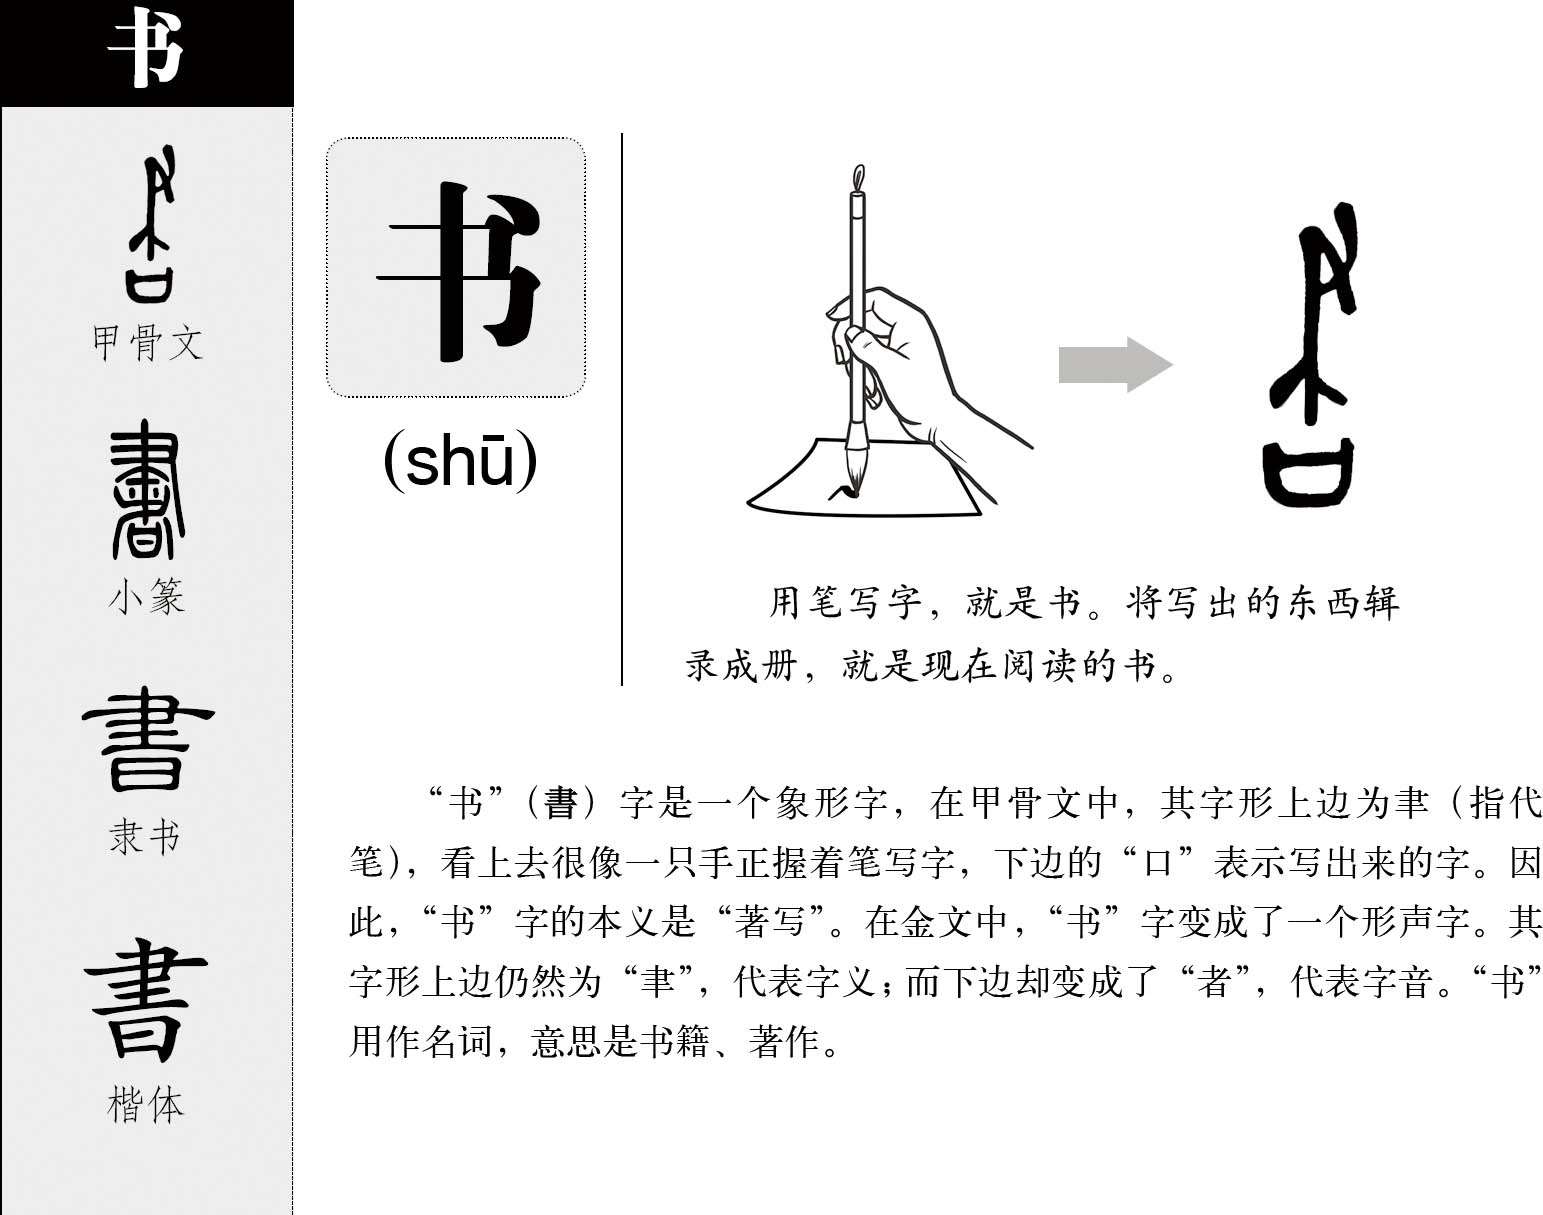 书
甲骨文
書
小篆
書
隶书
書
楷体
书
(shū)
用笔写字，就是书。将写出的东西辑
录成册，就是现在阅读的书。
“书”（書）字是一个象形字，在甲骨文中，其字形上边为聿（指代
笔），看上去很像一只手正握着笔写字，下边的“口”表示写出来的字。因
此，“书”字的本义是“著写”。在金文中，“书”字变成了一个形声字。其
字形上边仍然为“聿”，代表字义；而下边却变成了“者”，代表字音。“书”
用作名词，意思是书籍、著作。